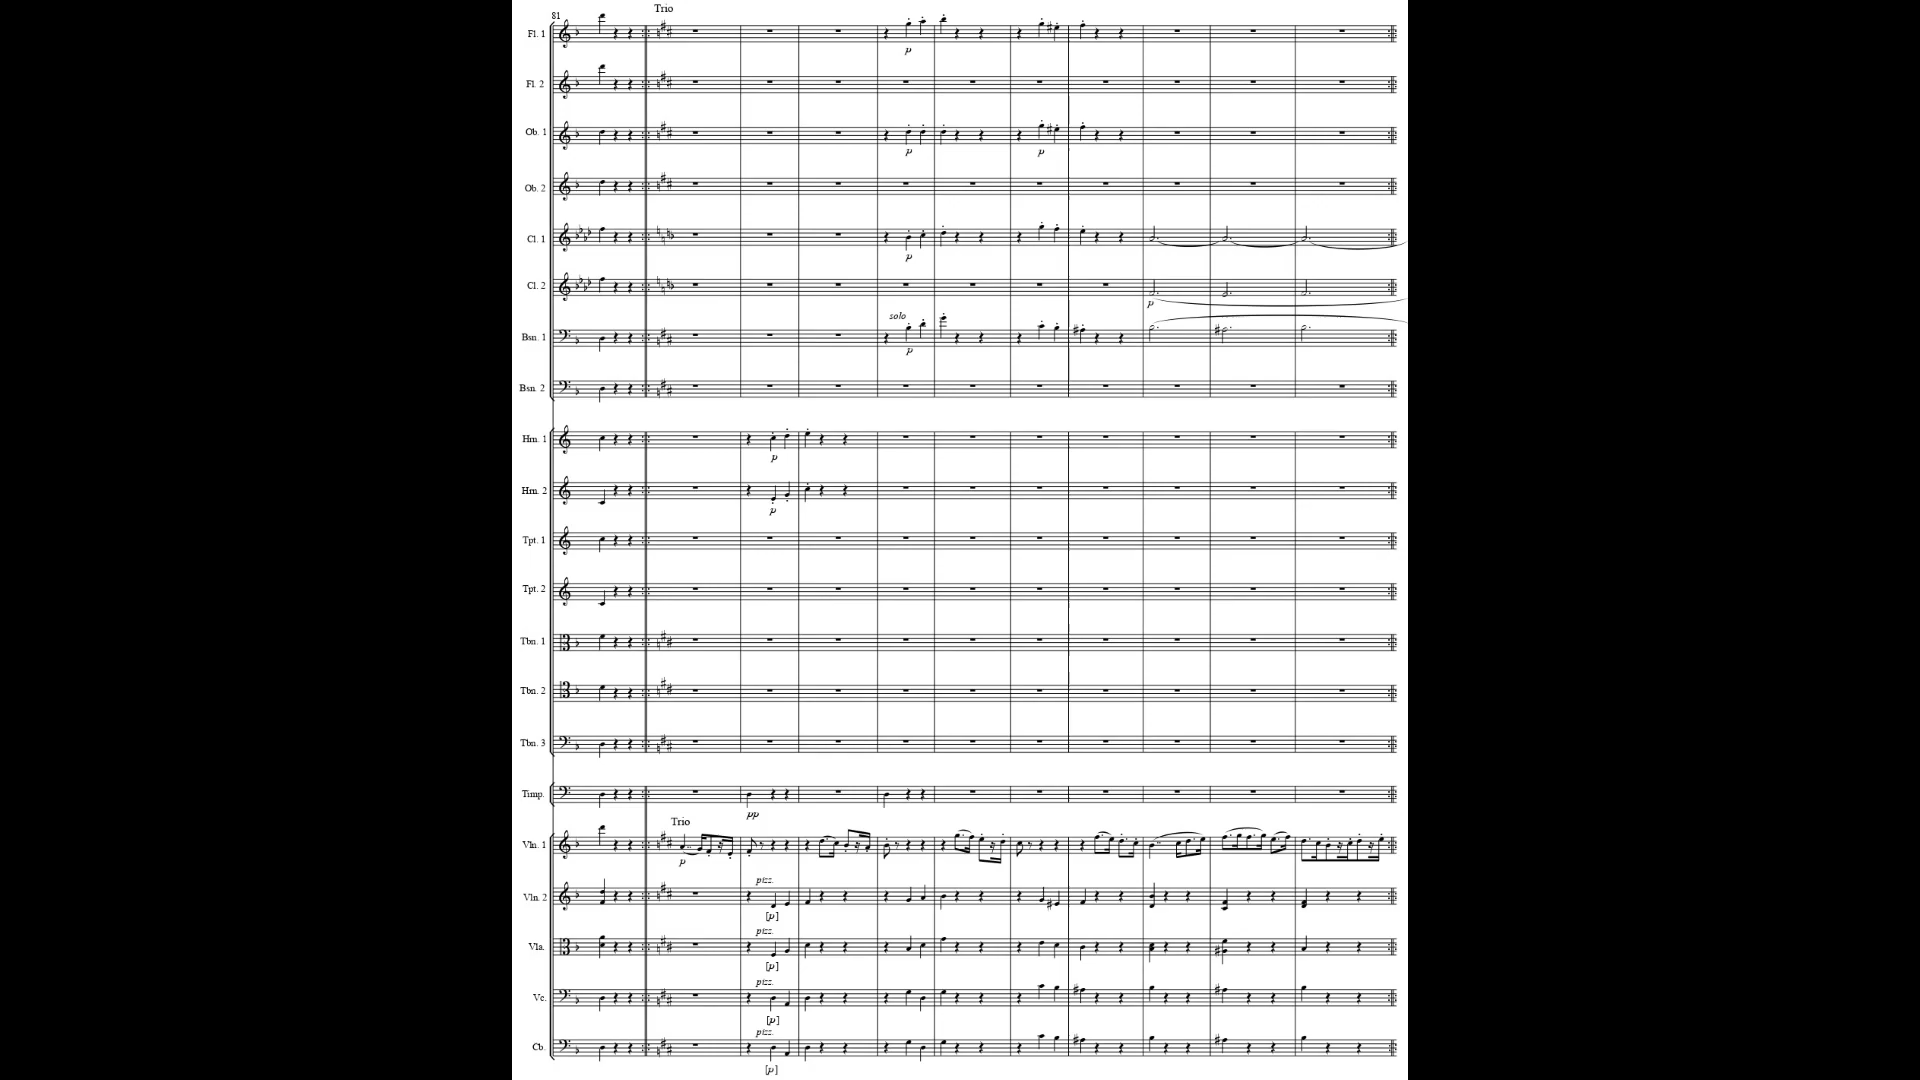 Trio
81
Fl. 1
p
Fl. 2
Ob. 1
p p
Ob. 2
Cl. 1
p
Cl. 2
p
solo
Bsn. 1
p
Bsn. 2
Hrn. 1
p
Hrn. 2
p
Tpt. 1
Tpt. 2
Tbn. 1
Tbn. 2
Tbn. 3
Timp.
pp
Trio
Vln. 1
p
pizz.
Vln. 2
[p]
pizz.
Vla.
[p]
pizz.
Vc.
[p]
pizz.
Cb.
[p]